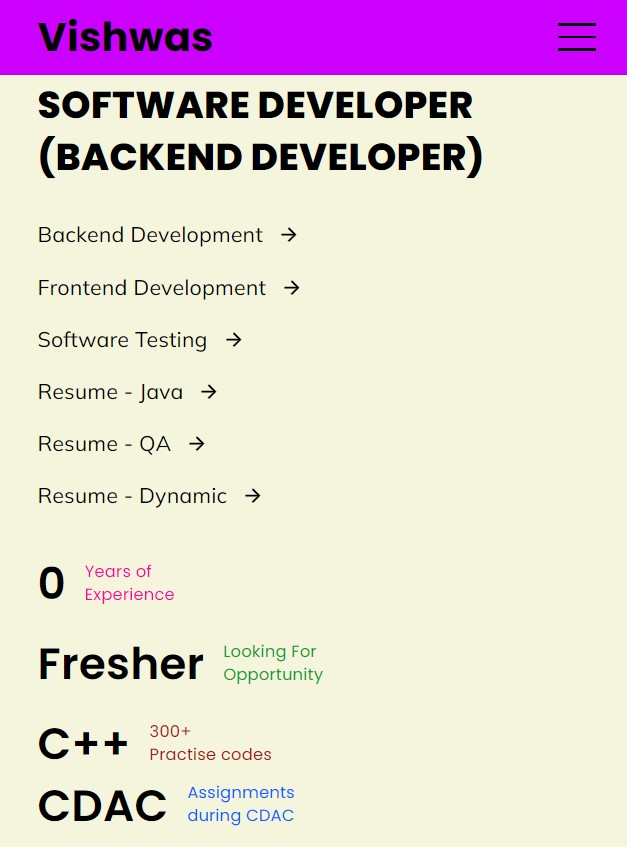 Vishwas
SOFTWARE DEVELOPER
(BACKEND DEVELOPER)
Backend Development →
Frontend Development →
Software Testing →
Resume - Java →
Resume - QA →
Resume - Dynamic →
0
Years of
Experience
Fresher
Looking For
Opportunity
C++
300+
Practise codes
CDAC
Assignments
during CDAC